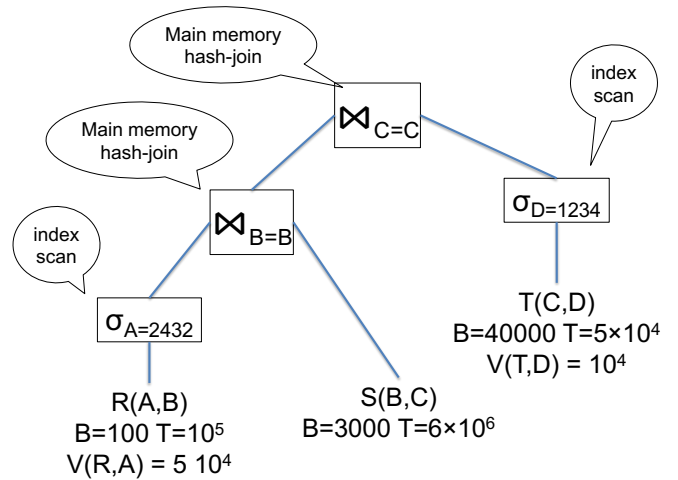 Main memory
hash-join
index
scan
⋈ C=C
Main memory
hash-join
σD=1234
⋈ B=B
index
scan
T(C,D)
B=40000 T=5×10⁴
V(T,D) = 10⁴
σA=2432
R(A,B)
B=100 T=10⁵
V(R,A) = 5 10⁴
S(B,C)
B=3000 T=6×10⁶